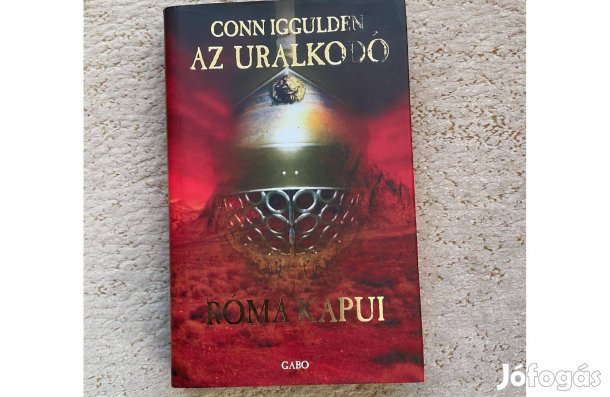 CONN IGGULDEN
AZ URALKODÓ
RÓMA KAPUI
GABO
Jófogás